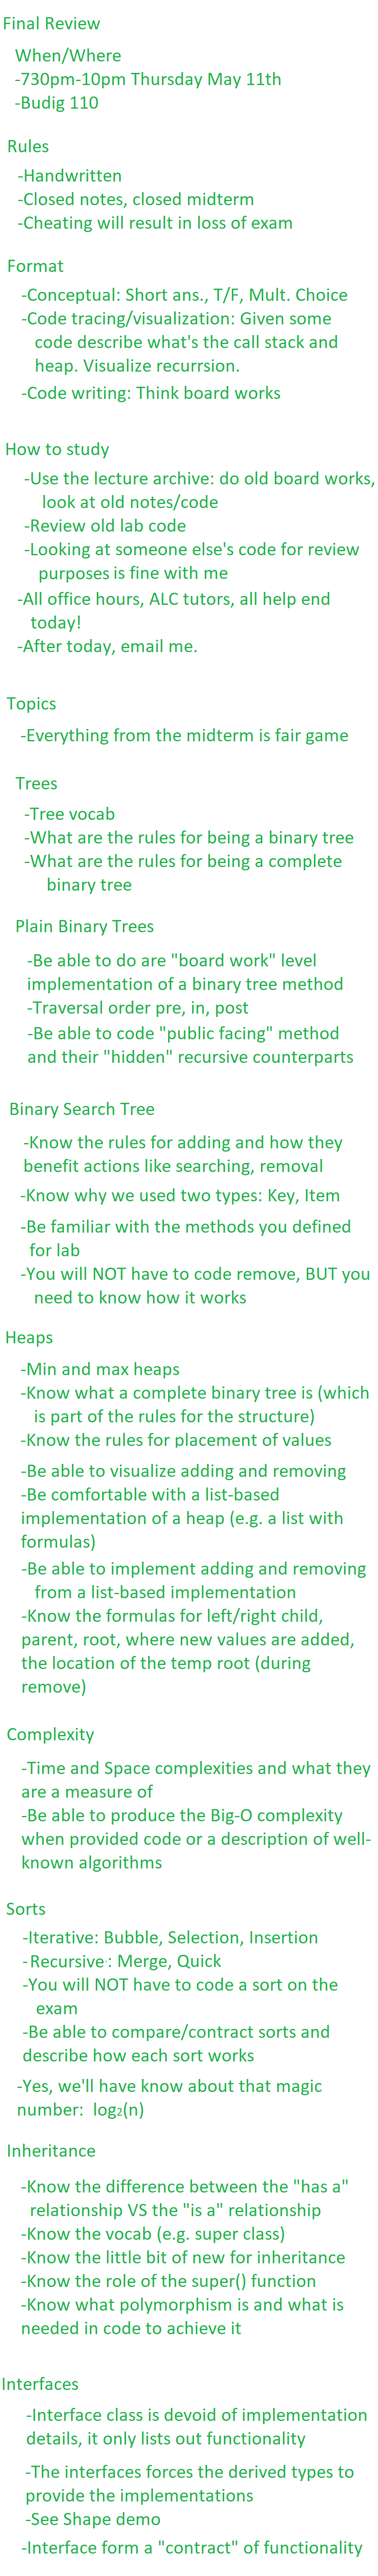 Final Review
When/Where
-730pm-10pm Thursday May 11th
-Budig 110
Rules
-Handwritten
-Closed notes, closed midterm
-Cheating will result in loss of exam
Format
-Conceptual: Short ans., T/F, Mult. Choice
-Code tracing/visualization: Given some
code describe what's the call stack and
heap. Visualize recurrsion.
-Code writing: Think board works
How to study
-Use the lecture archive: do old board works,
look at old notes/code
-Review old lab code
-Looking at someone else's code for review
purposes is fine with me
-All office hours, ALC tutors, all help end
today!
-After today, email me.
Topics
-Everything from the midterm is fair game
Trees
-Tree vocab
-What are the rules for being a binary tree
-What are the rules for being a complete
binary tree
Plain Binary Trees
-Be able to do are "board work" level
implementation of a binary tree method
-Traversal order pre, in, post
-Be able to code "public facing" method
and their "hidden" recursive counterparts
Binary Search Tree
-Know the rules for adding and how they
benefit actions like searching, removal
-Know why we used two types: Key, Item
-Be familiar with the methods you defined
for lab
-You will NOT have to code remove, BUT you
need to know how it works
Heaps
-Min and max heaps
-Know what a complete binary tree is (which
is part of the rules for the structure)
-Know the rules for placement of values
-Be able to visualize adding and removing
-Be comfortable with a list-based
implementation of a heap (e.g. a list with
formulas)
-Be able to implement adding and removing
from a list-based implementation
-Know the formulas for left/right child,
parent, root, where new values are added,
the location of the temp root (during
remove)
Complexity
-Time and Space complexities and what they
are a measure of
-Be able to produce the Big-O complexity
when provided code or a description of well-
known algorithms
Sorts
-Iterative: Bubble, Selection, Insertion
-Recursive: Merge, Quick
-You will NOT have to code a sort on the
exam
-Be able to compare/contract sorts and
describe how each sort works
-Yes, we'll have know about that magic
number: log2(n)
Inheritance
-Know the difference between the "has a"
relationship VS the "is a" relationship
-Know the vocab (e.g. super class)
-Know the little bit of new for inheritance
-Know the role of the super() function
-Know what polymorphism is and what is
needed in code to achieve it
Interfaces
-Interface class is devoid of implementation
details, it only lists out functionality
-The interfaces forces the derived types to
provide the implementations
-See Shape demo
-Interface form a "contract" of functionality